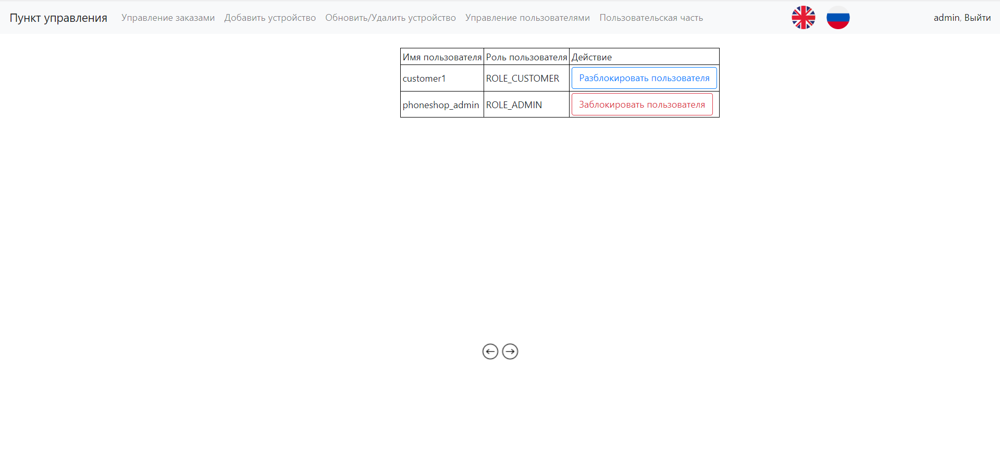 Пункт управления Управление заказами Добавить устройство Обновить/Удалить устройство Управление пользователями Пользовательская часть admin, Выйти
Имя пользователя Роль пользователя Действие
customer1 ROLE_CUSTOMER Разблокировать пользователя
phoneshop_admin ROLE_ADMIN Заблокировать пользователя